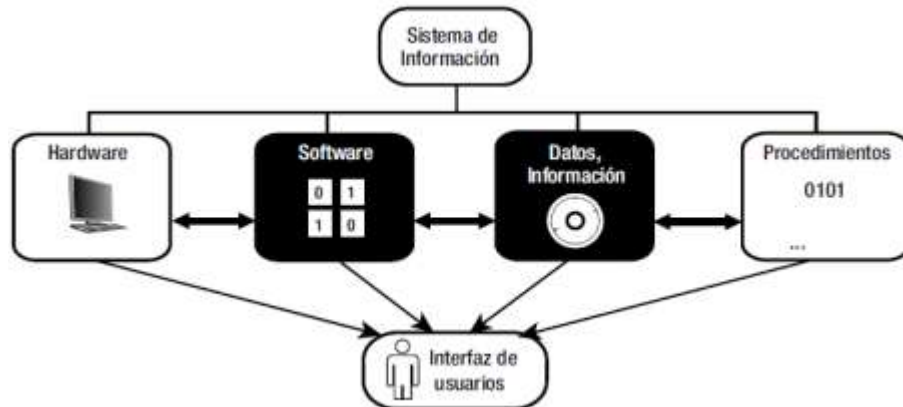 Sistema de
Información
Hardware
Software
0 1
1 0
Datos,
Información
Procedimientos
0101
...
Interfaz de
usuarios